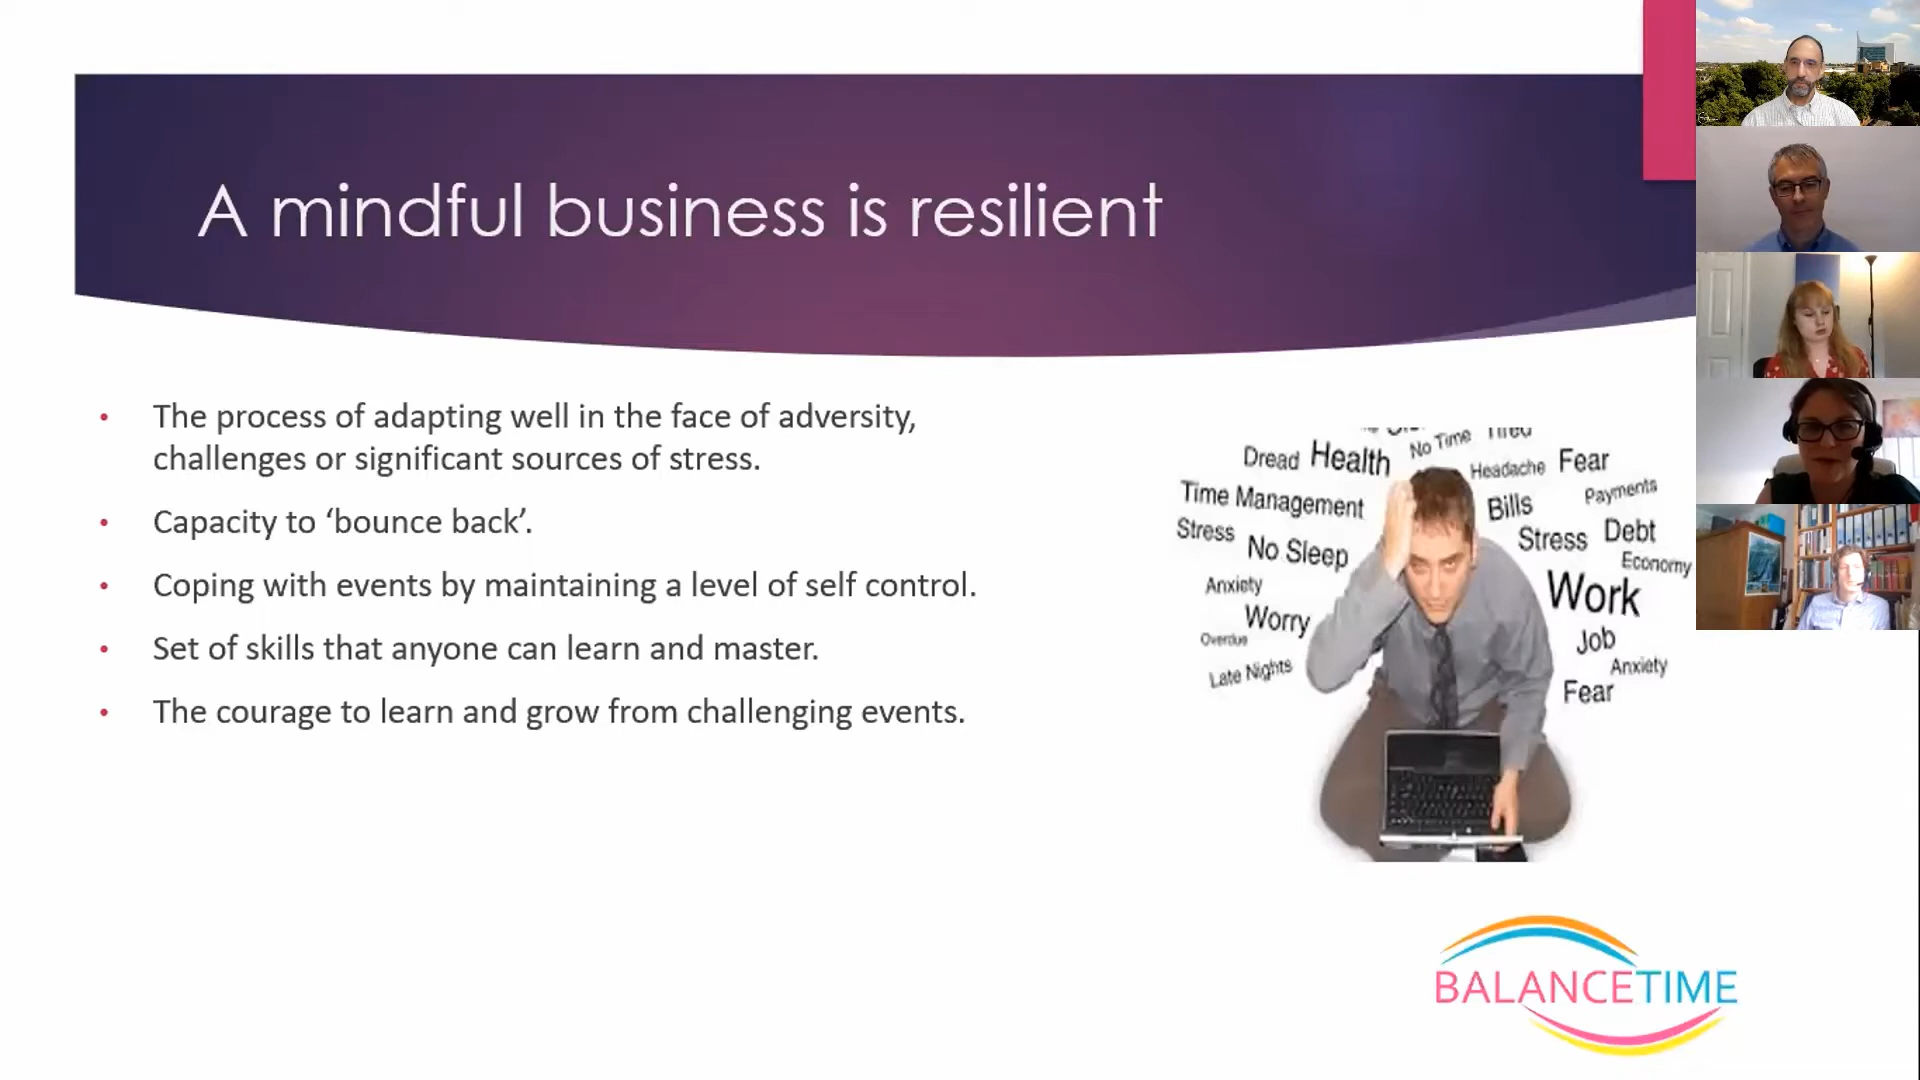 A mindful business is resilient
• The process of adapting well in the face of adversity,
challenges or significant sources of stress.
• Capacity to ‘bounce back’.
• Coping with events by maintaining a level of self control.
• Set of skills that anyone can learn and master.
• The courage to learn and grow from challenging events.
No Time
Tired
Dread
Health
Headache
Fear
Time Management
Bills
Payments
Stress
No Sleep
Stress
Debt
Economy
Anxiety
Work
Worry
Overdue
Job
Late Nights
Anxiety
Fear
BALANCETIME